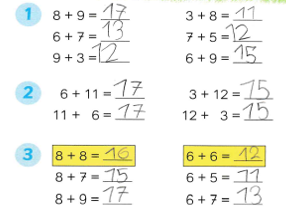 1 8 + 9 = 17 3 + 8 = 11
6 + 7 = 13 7 + 5 = 12
9 + 3 = 12 6 + 9 = 15
2 6 + 11 = 17 3 + 12 = 15
11 + 6 = 17 12 + 3 = 15
3 8 + 8 = 16 6 + 6 = 12
8 + 7 = 15 6 + 5 = 11
8 + 9 = 17 6 + 7 = 13